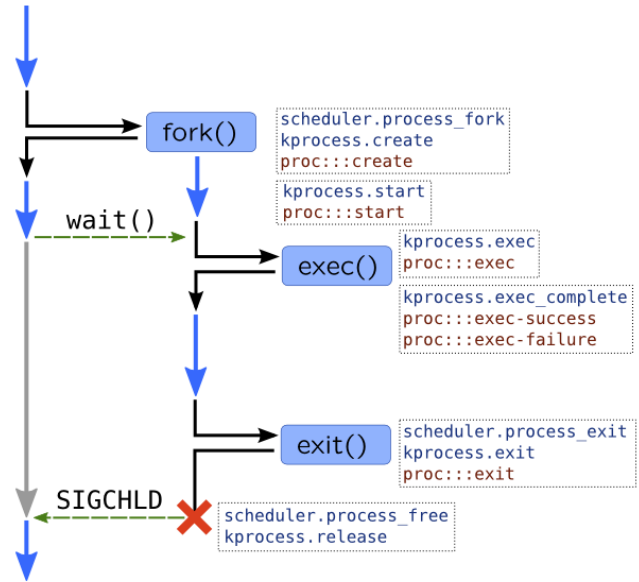 fork()
scheduler.process_fork
kprocess.create
proc:::create
kprocess.start
proc:::start
wait()
exec()
kprocess.exec
proc:::exec
kprocess.exec_complete
proc:::exec-success
proc:::exec-failure
exit()
scheduler.process_exit
kprocess.exit
proc:::exit
SIGCHLD
scheduler.process_free
kprocess.release